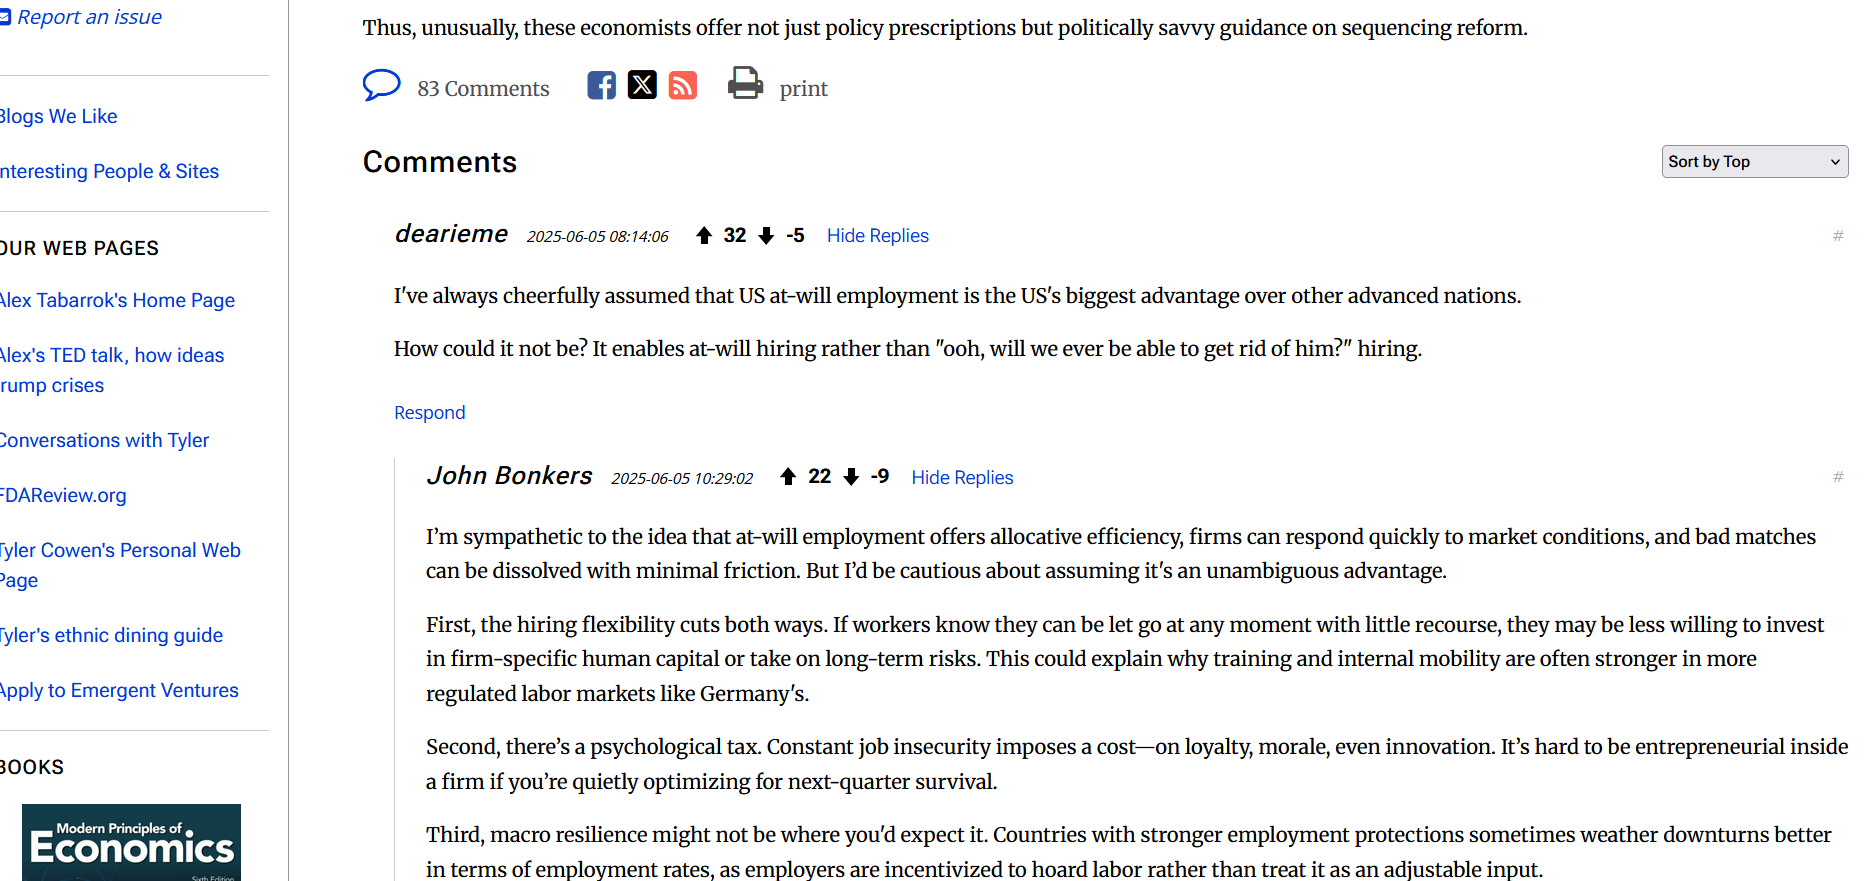 Report an issue
Blogs We Like
nteresting People & Sites
OUR WEB PAGES
Alex Tabarrok's Home Page
Alex's TED talk, how ideas
rump crises
Conversations with Tyler
FDAReview.org
Tyler Cowen's Personal Web
Page
Tyler's ethnic dining guide
Apply to Emergent Ventures
BOOKS
Modern Principles of
Economics
Sixth Edition
Thus, unusually, these economists offer not just policy prescriptions but politically savvy guidance on sequencing reform.
83 Comments print
Comments
Sort by Top
dearieme 2025-06-05 08:14:06 32 -5 Hide Replies #
I've always cheerfully assumed that US at-will employment is the US's biggest advantage over other advanced nations.
How could it not be? It enables at-will hiring rather than "ooh, will we ever be able to get rid of him?" hiring.
Respond
John Bonkers 2025-06-05 10:29:02 22 -9 Hide Replies #
I’m sympathetic to the idea that at-will employment offers allocative efficiency, firms can respond quickly to market conditions, and bad matches
can be dissolved with minimal friction. But I’d be cautious about assuming it's an unambiguous advantage.
First, the hiring flexibility cuts both ways. If workers know they can be let go at any moment with little recourse, they may be less willing to invest
in firm-specific human capital or take on long-term risks. This could explain why training and internal mobility are often stronger in more
regulated labor markets like Germany's.
Second, there’s a psychological tax. Constant job insecurity imposes a cost—on loyalty, morale, even innovation. It’s hard to be entrepreneurial inside
a firm if you’re quietly optimizing for next-quarter survival.
Third, macro resilience might not be where you'd expect it. Countries with stronger employment protections sometimes weather downturns better
in terms of employment rates, as employers are incentivized to hoard labor rather than treat it as an adjustable input.